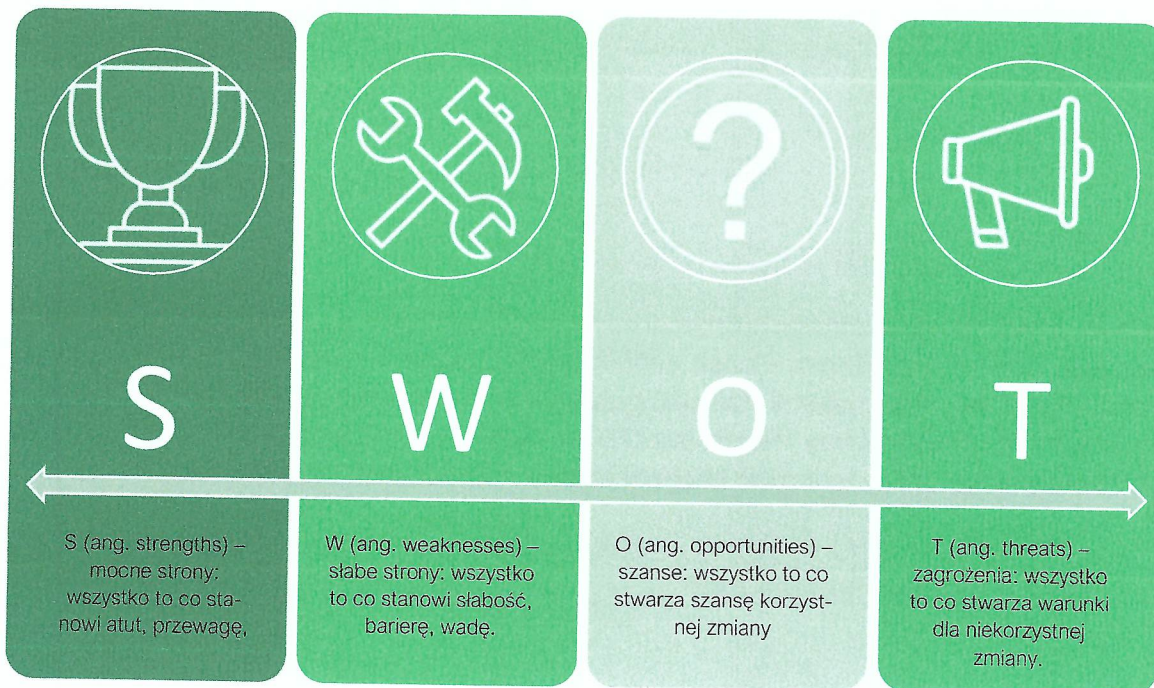 S
W
O
T
S (ang. strengths) –
mocne strony:
wszystko to co sta-
nowi atut, przewagę,
W (ang. weaknesses) –
słabe strony: wszystko
to co stanowi słabość,
barierę, wadę.
O (ang. opportunities) –
szanse: wszystko to co
stwarza szansę korzyst-
nej zmiany
T (ang. threats) –
zagrożenia: wszystko
to co stwarza warunki
dla niekorzystnej
zmiany.